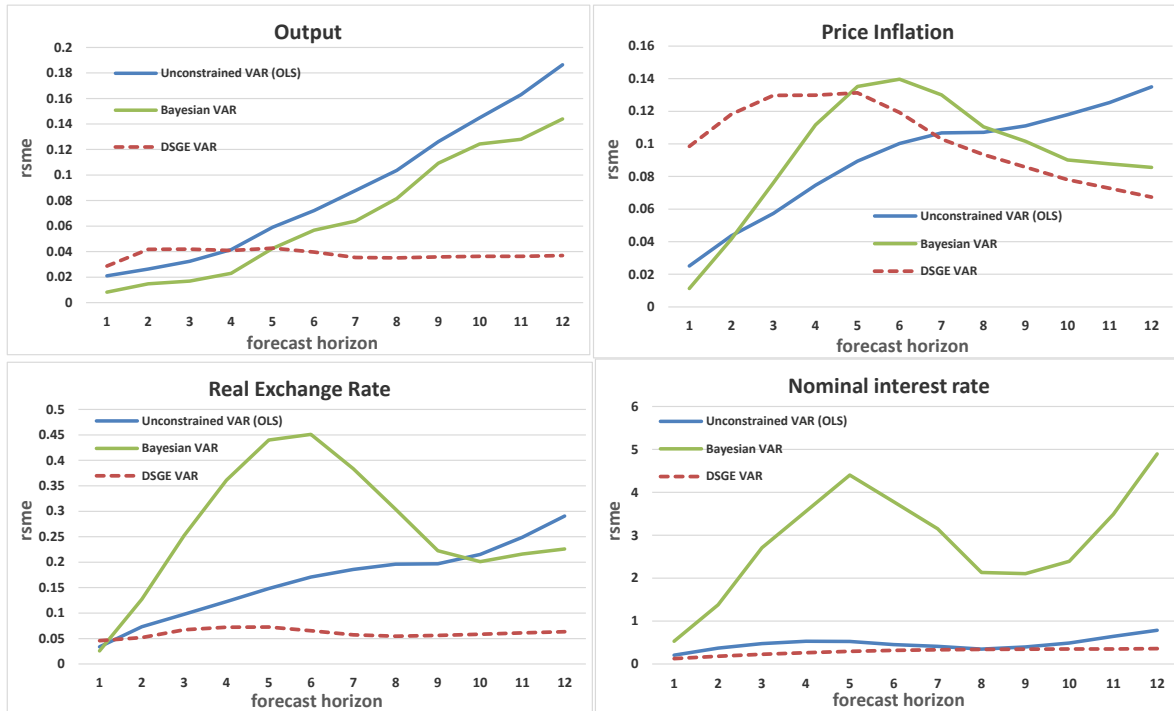 Output
0.2
0.18
0.16
0.14
0.12
0.1
0.08
0.06
0.04
0.02
0
rsme
Unconstrained VAR (OLS)
Bayesian VAR
DSGE VAR
1 2 3 4 5 6 7 8 9 10 11 12
forecast horizon
Price Inflation
0.16
0.14
0.12
0.1
0.08
0.06
0.04
0.02
0
rsme
Unconstrained VAR (OLS)
Bayesian VAR
DSGE VAR
1 2 3 4 5 6 7 8 9 10 11 12
forecast horizon
Real Exchange Rate
0.5
0.45
0.4
0.35
0.3
0.25
0.2
0.15
0.1
0.05
0
rsme
Unconstrained VAR (OLS)
Bayesian VAR
DSGE VAR
1 2 3 4 5 6 7 8 9 10 11 12
forecast horizon
Nominal interest rate
6
5
4
3
2
1
0
rsme
Unconstrained VAR (OLS)
Bayesian VAR
DSGE VAR
1 2 3 4 5 6 7 8 9 10 11 12
forecast horizon